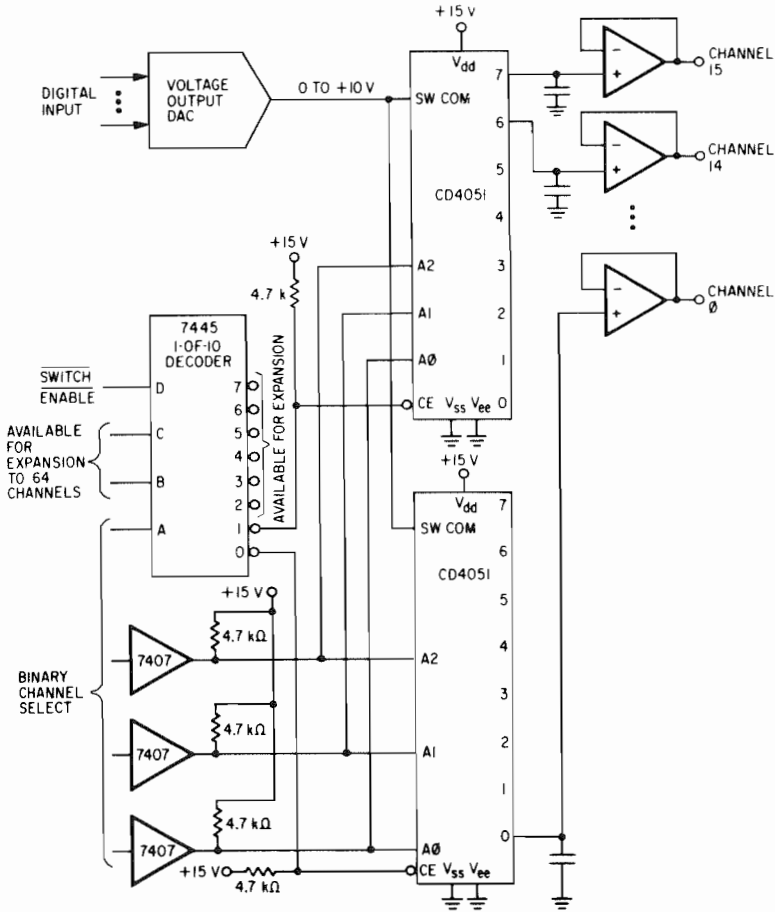 +15 V
Vdd
7
SW COM
6
5
CD4051
4
A2
3
A1
2
AØ
1
CE
Vss Vee
0
DIGITAL
INPUT
VOLTAGE
OUTPUT
DAC
0 TO +10 V
-
+
CHANNEL
15
-
+
CHANNEL
14
-
+
CHANNEL
Ø
+15 V
4.7 k
7445
1-OF-10
DECODER
SWITCH
ENABLE
D
AVAILABLE
FOR
EXPANSION
TO 64
CHANNELS
C
B
A
7
6
5
4
3
2
1
0
AVAILABLE FOR EXPANSION
+15 V
Vdd
7
SW COM
6
CD4051
5
4
A2
3
2
A1
1
0
AØ
CE
Vss Vee
+15 V
4.7 kΩ
7407
BINARY
CHANNEL
SELECT
4.7 kΩ
7407
4.7 kΩ
7407
+15 V
4.7 kΩ